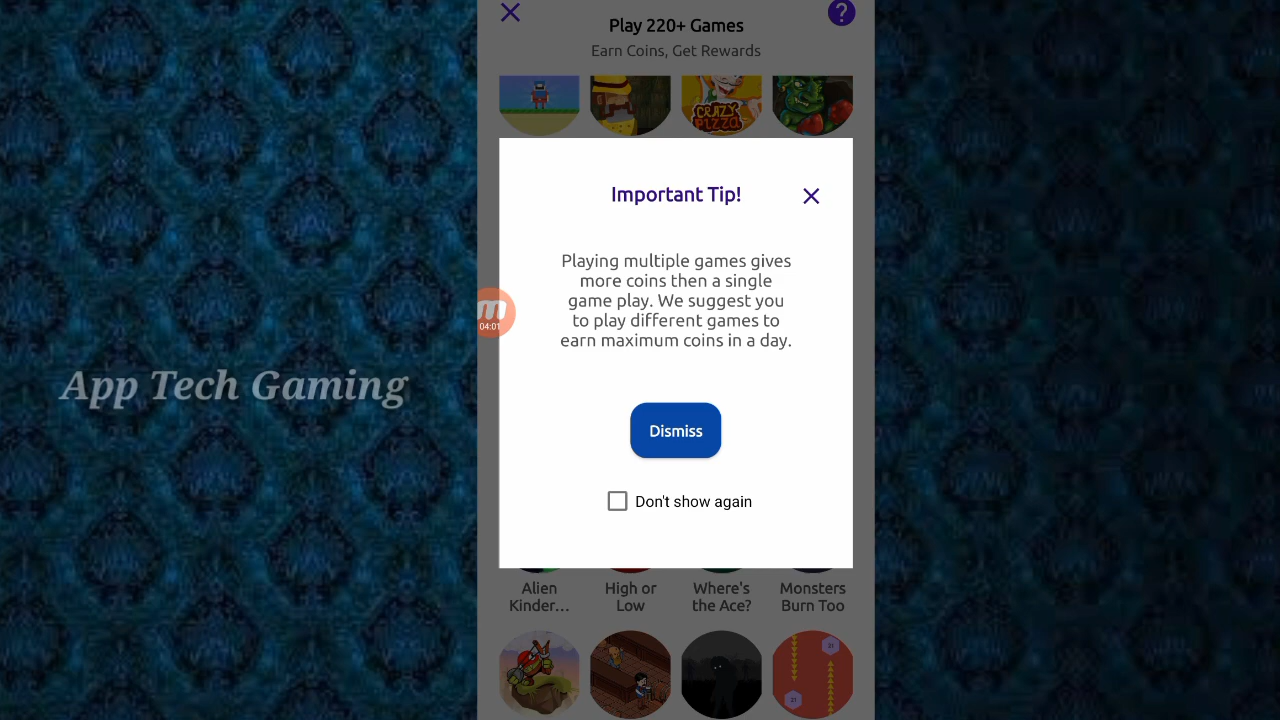 Play 220+ Games
Earn Coins, Get Rewards
CRAZY
PIZZA
Important Tip!
Playing multiple games gives
more coins then a single
game play. We suggest you
to play different games to
earn maximum coins in a day.
04:01
App Tech Gaming
Dismiss
Don't show again
Alien
Kinder...
High or
Low
Where's
the Ace?
Monsters
Burn Too
21
21